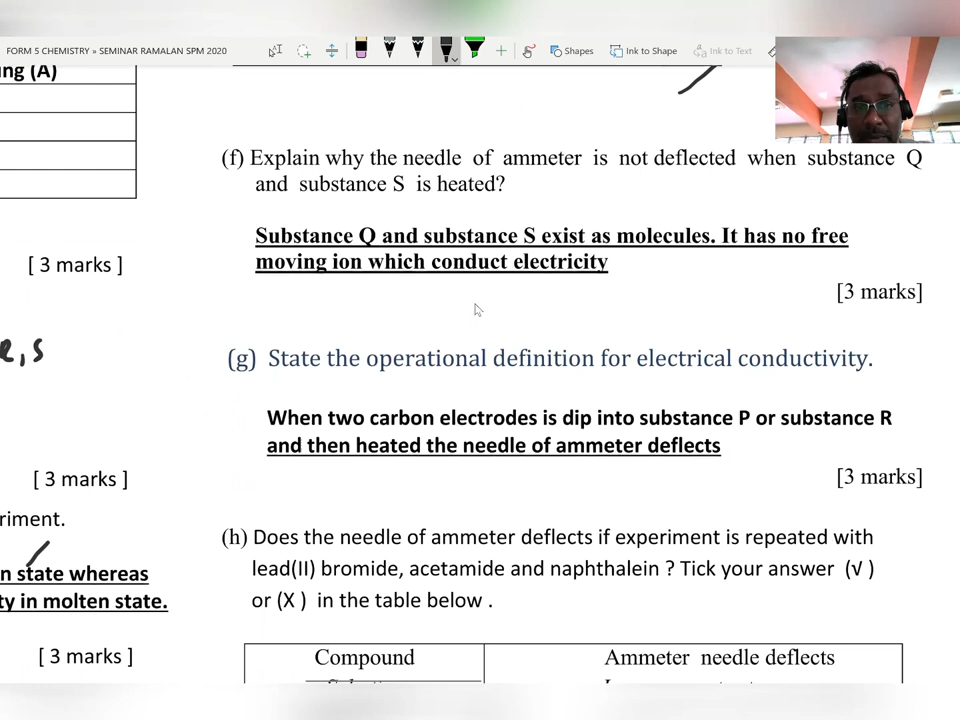 FORM 5 CHEMISTRY » SEMINAR RAMALAN SPM 2020
Shapes
Ink to Shape
Ink to Text
ng (A)
[ 3 marks ]
e, s
[ 3 marks ]
riment.
n state whereas
ty in molten state.
[ 3 marks ]
(f) Explain why the needle of ammeter is not deflected when substance Q
and substance S is heated?
Substance Q and substance S exist as molecules. It has no free
moving ion which conduct electricity
[3 marks]
(g) State the operational definition for electrical conductivity.
When two carbon electrodes is dip into substance P or substance R
and then heated the needle of ammeter deflects
[3 marks]
(h) Does the needle of ammeter deflects if experiment is repeated with
lead(II) bromide, acetamide and naphthalein ? Tick your answer (√ )
or (X ) in the table below .
Compound
Ammeter needle deflects